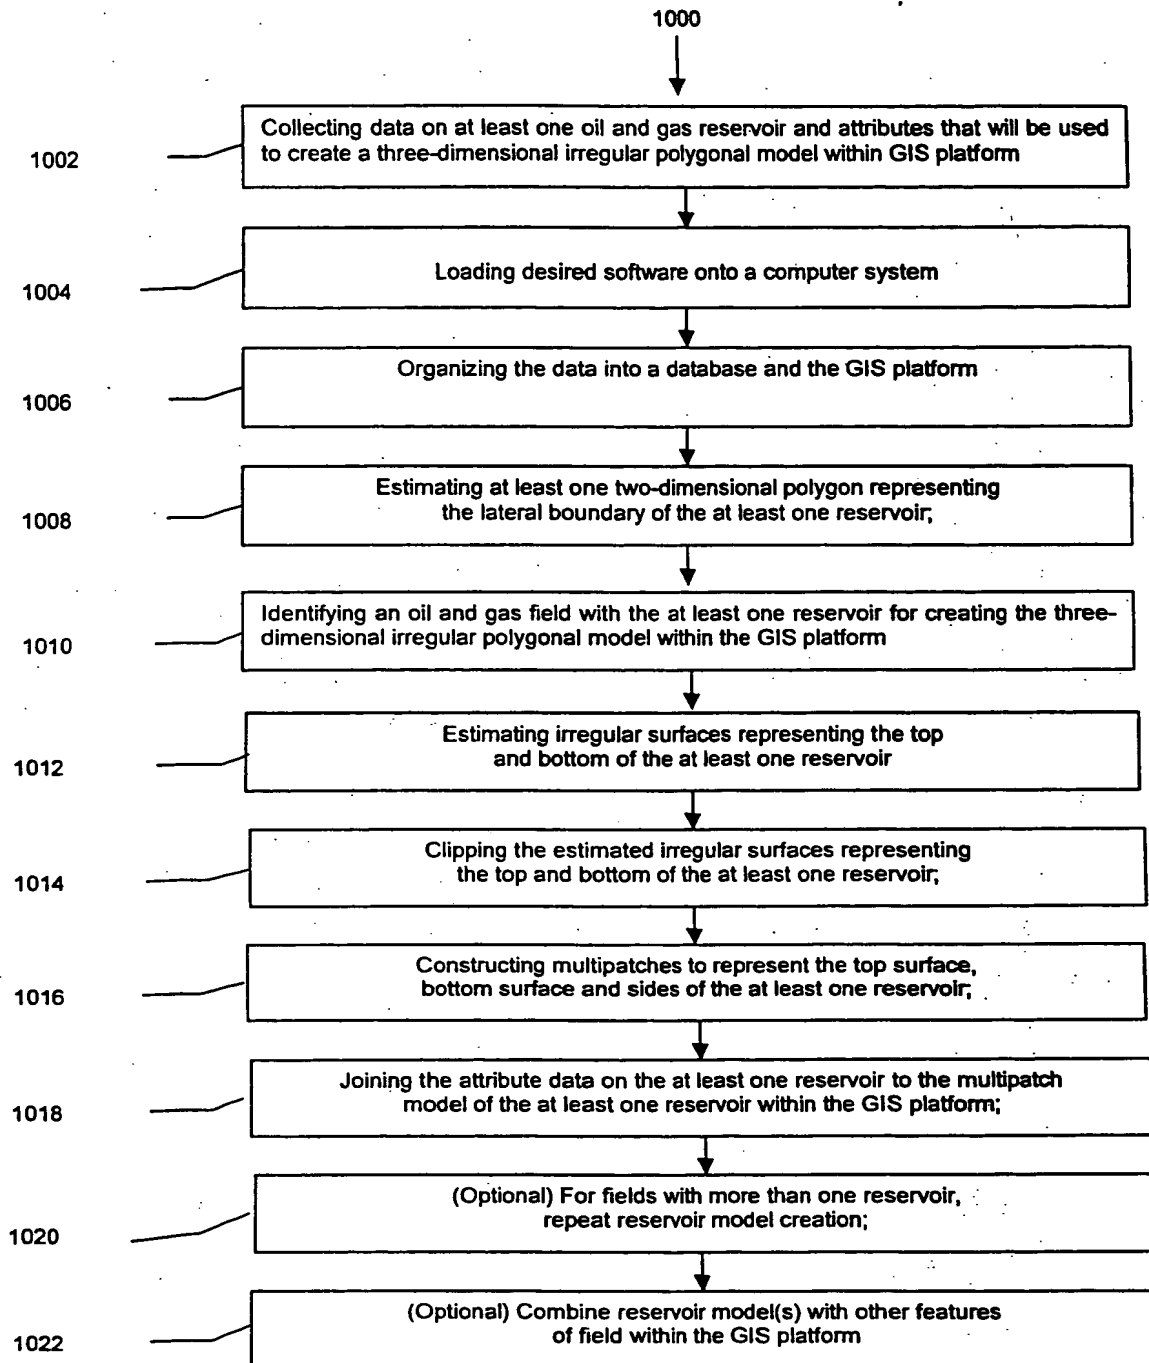 1000
1002
Collecting data on at least one oil and gas reservoir and attributes that will be used
to create a three-dimensional irregular polygonal model within GIS platform
1004
Loading desired software onto a computer system
1006
Organizing the data into a database and the GIS platform
1008
Estimating at least one two-dimensional polygon representing
the lateral boundary of the at least one reservoir;
1010
Identifying an oil and gas field with the at least one reservoir for creating the three-
dimensional irregular polygonal model within the GIS platform
1012
Estimating irregular surfaces representing the top
and bottom of the at least one reservoir
1014
Clipping the estimated irregular surfaces representing
the top and bottom of the at least one reservoir;
1016
Constructing multipatches to represent the top surface,
bottom surface and sides of the at least one reservoir;
1018
Joining the attribute data on the at least one reservoir to the multipatch
model of the at least one reservoir within the GIS platform;
1020
(Optional) For fields with more than one reservoir,
repeat reservoir model creation;
1022
(Optional) Combine reservoir model(s) with other features
of field within the GIS platform